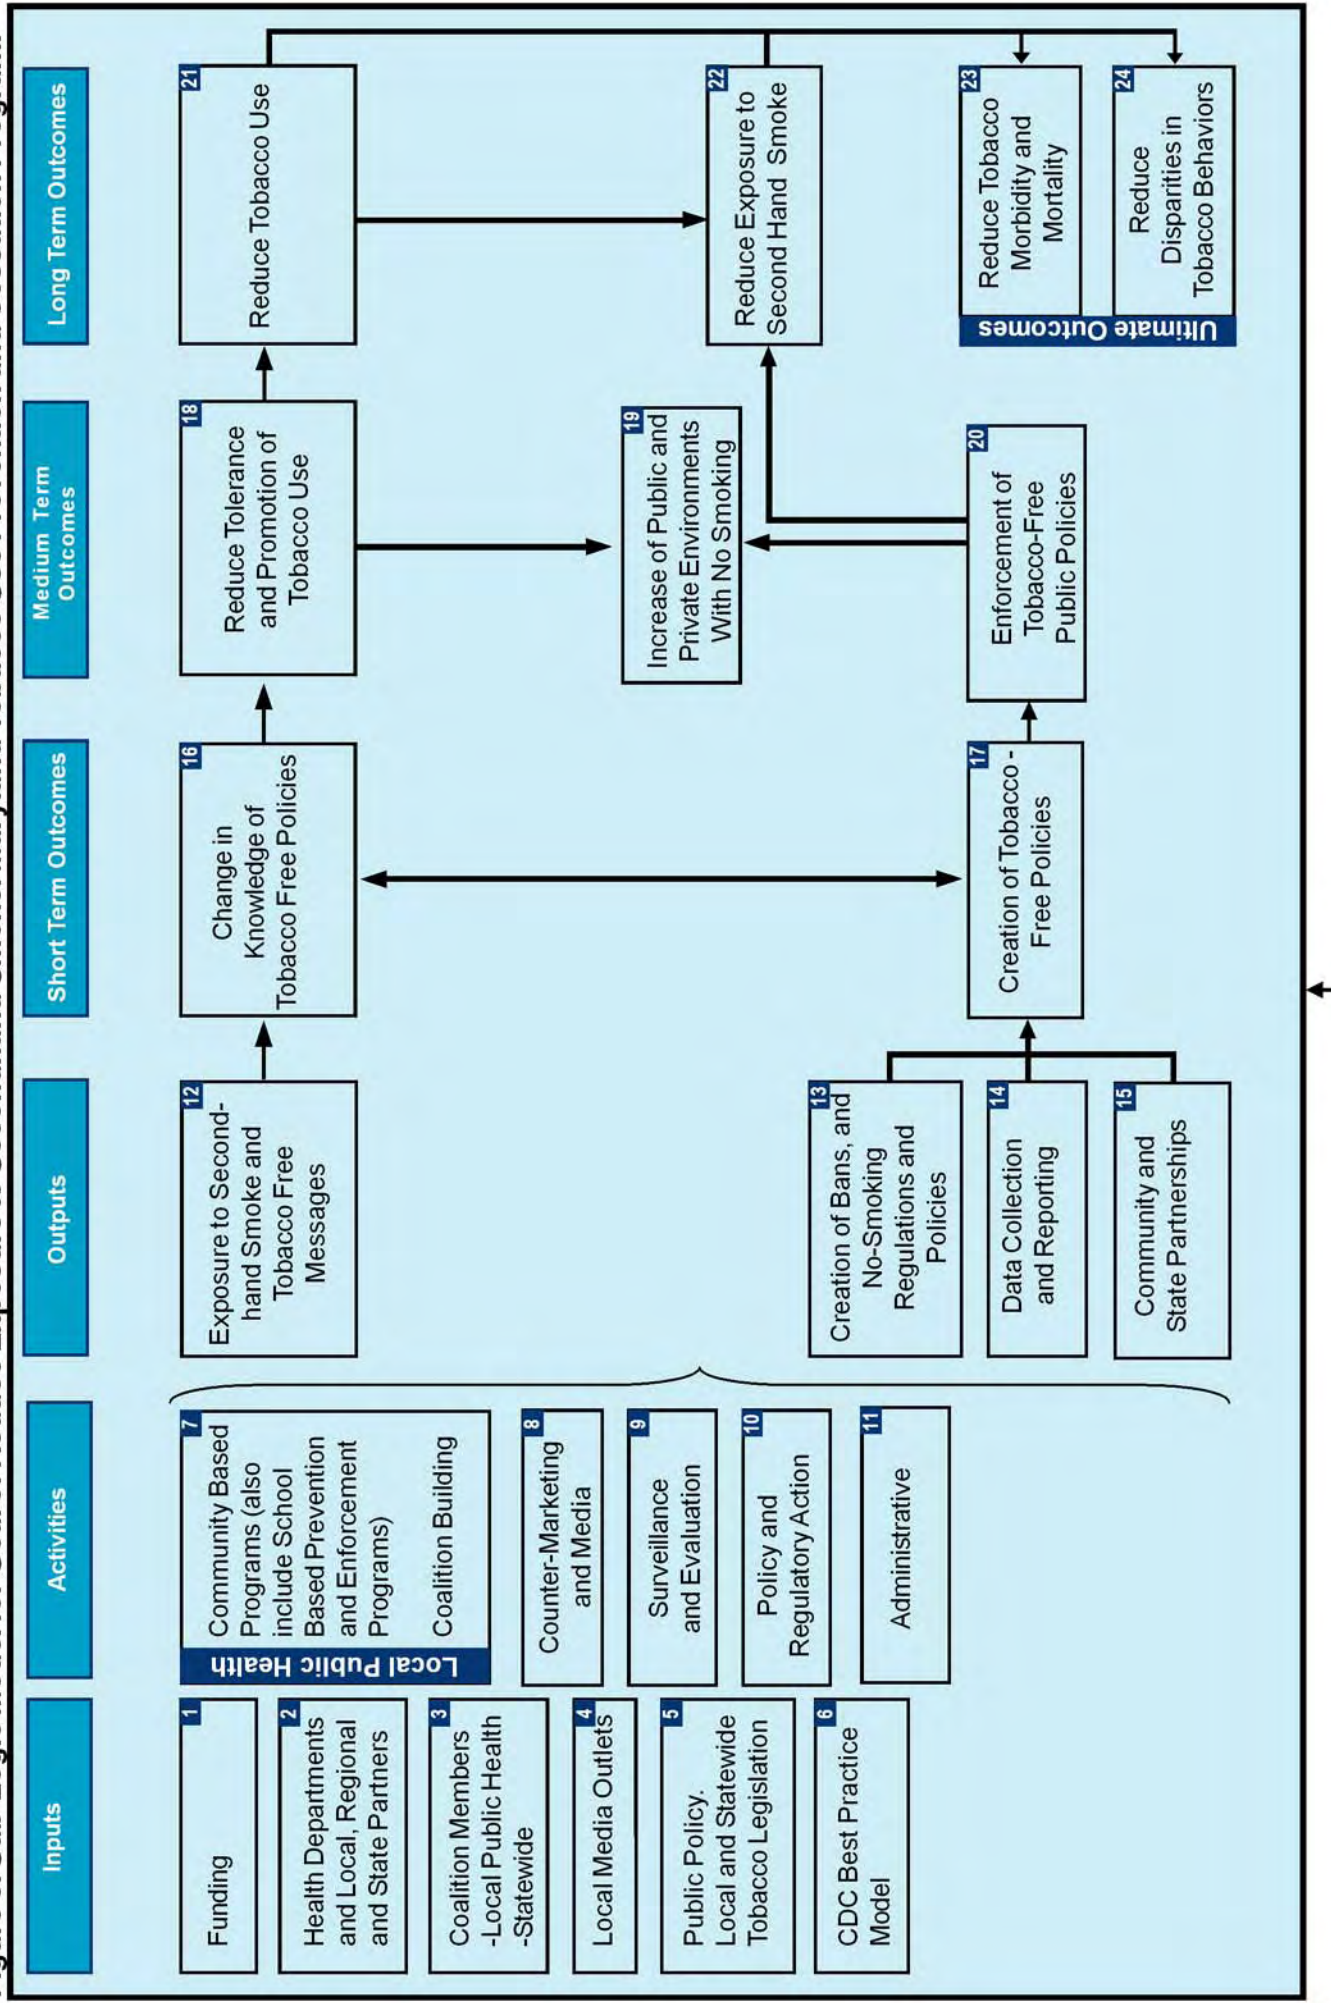 Inputs
Activities
Outputs
Short Term Outcomes
Medium Term
Outcomes
Long Term Outcomes
1
Funding
2
Health Departments
and Local, Regional
and State Partners
3
Coalition Members
-Local Public Health
-Statewide
4
Local Media Outlets
5
Public Policy.
Local and Statewide
Tobacco Legislation
6
CDC Best Practice
Model
Local Public Health
7
Community Based
Programs (also
include School
Based Prevention
and Enforcement
Programs)
Coalition Building
8
Counter-Marketing
and Media
9
Surveillance
and Evaluation
10
Policy and
Regulatory Action
11
Administrative
12
Exposure to Second-
hand Smoke and
Tobacco Free
Messages
13
Creation of Bans, and
No-Smoking
Regulations and
Policies
14
Data Collection
and Reporting
15
Community and
State Partnerships
16
Change in
Knowledge of
Tobacco Free Policies
17
Creation of Tobacco -
Free Policies
18
Reduce Tolerance
and Promotion of
Tobacco Use
19
Increase of Public and
Private Environments
With No Smoking
20
Enforcement of
Tobacco-Free
Public Policies
21
Reduce Tobacco Use
22
Reduce Exposure to
Second Hand Smoke
Ultimate Outcomes
23
Reduce Tobacco
Morbidity and
Mortality
24
Reduce
Disparities in
Tobacco Behaviors